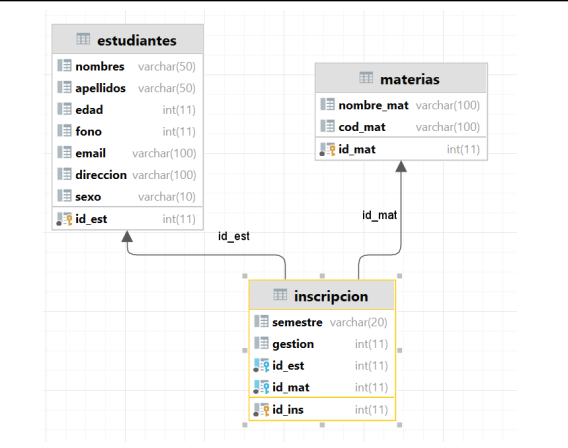 estudiantes
nombres varchar(50)
apellidos varchar(50)
edad int(11)
fono int(11)
email varchar(100)
direccion varchar(100)
sexo varchar(10)
id_est int(11)
materias
nombre_mat varchar(100)
cod_mat varchar(100)
id_mat int(11)
id_est
id_mat
inscripcion
semestre varchar(20)
gestion int(11)
id_est int(11)
id_mat int(11)
id_ins int(11)